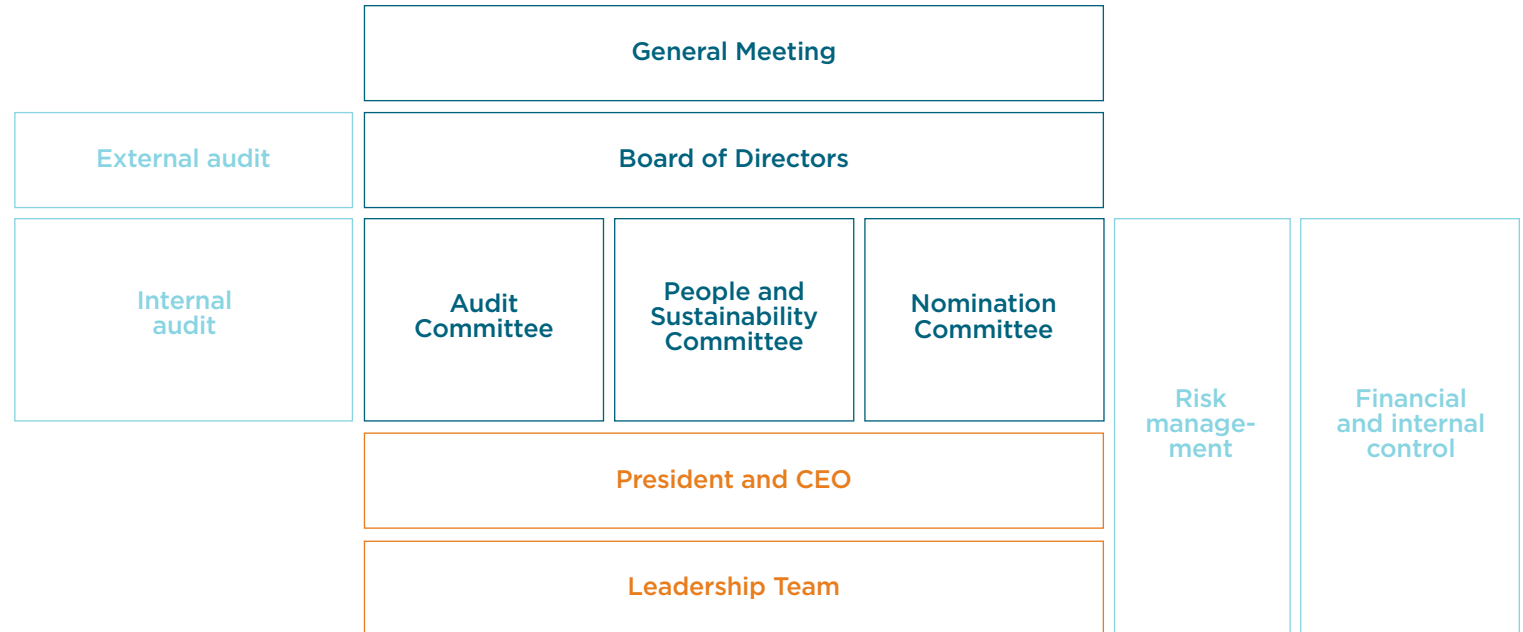 General Meeting
External audit
Board of Directors
Internal
audit
Audit
Committee
People and
Sustainability
Committee
Nomination
Committee
Risk
manage-
ment
Financial
and internal
control
President and CEO
Leadership Team